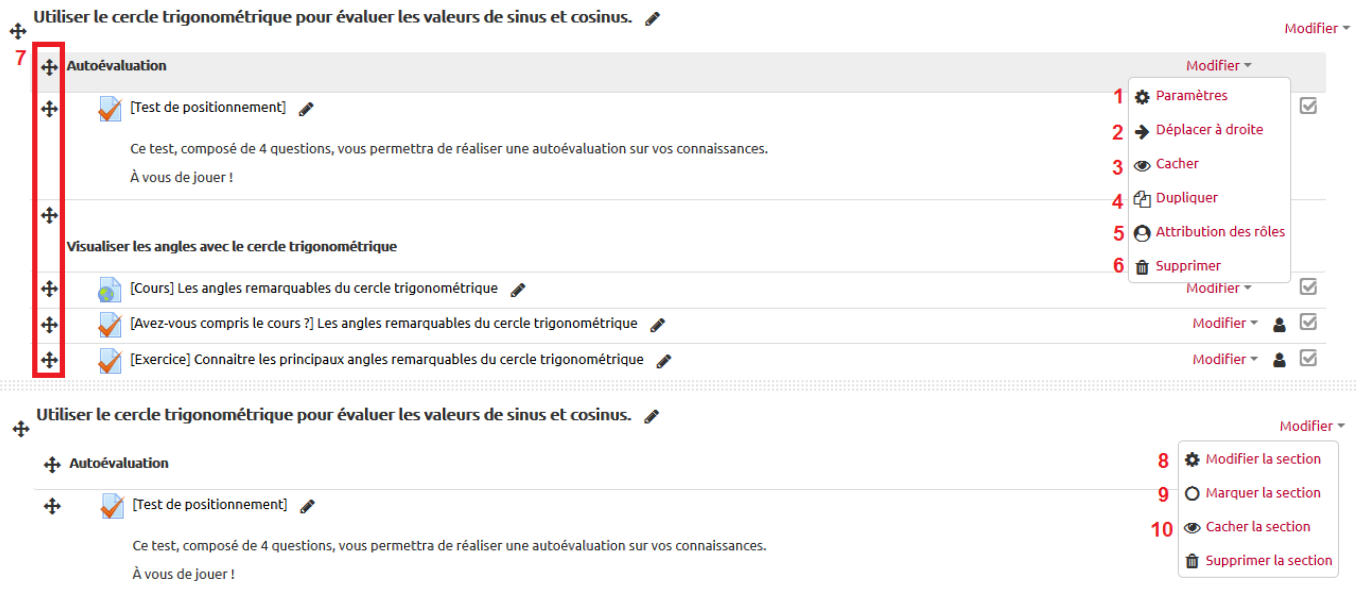 Utiliser le cercle trigonométrique pour évaluer les valeurs de sinus et cosinus.
Modifier
7
Autoévaluation
Modifier
[Test de positionnement]
1 Paramètres
2 Déplacer à droite
Ce test, composé de 4 questions, vous permettra de réaliser une autoévaluation sur vos connaissances.
3 Cacher
À vous de jouer !
4 Dupliquer
5 Attribution des rôles
Visualiser les angles avec le cercle trigonométrique
6 Supprimer
[Cours] Les angles remarquables du cercle trigonométrique
Modifier
[Avez-vous compris le cours ?] Les angles remarquables du cercle trigonométrique
Modifier
[Exercice] Connaitre les principaux angles remarquables du cercle trigonométrique
Modifier
Utiliser le cercle trigonométrique pour évaluer les valeurs de sinus et cosinus.
Modifier
Autoévaluation
8 Modifier la section
9 Marquer la section
[Test de positionnement]
10 Cacher la section
Ce test, composé de 4 questions, vous permettra de réaliser une autoévaluation sur vos connaissances.
Supprimer la section
À vous de jouer !